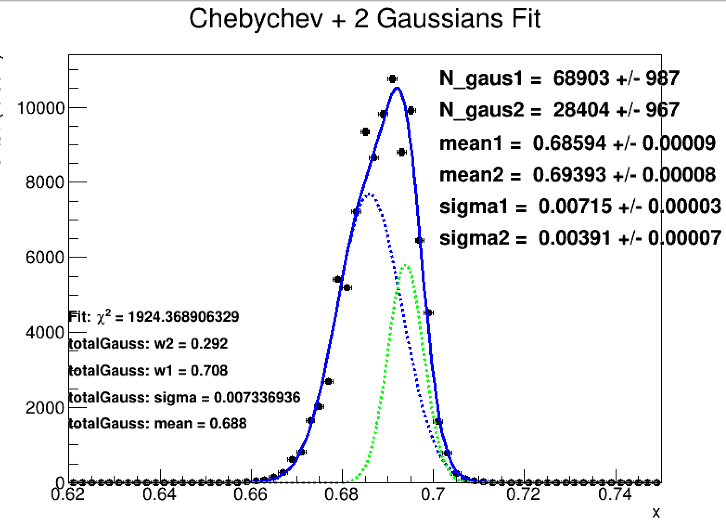 Chebychev + 2 Gaussians Fit
N_gaus1 = 68903 +/- 987
N_gaus2 = 28404 +/- 967
mean1 = 0.68594 +/- 0.00009
mean2 = 0.69393 +/- 0.00008
sigma1 = 0.00715 +/- 0.00003
sigma2 = 0.00391 +/- 0.00007
10000
8000
6000
4000
2000
0
Fit: χ² = 1924.368906329
totalGauss: w2 = 0.292
totalGauss: w1 = 0.708
totalGauss: sigma = 0.007336936
totalGauss: mean = 0.688
0.62 0.64 0.66 0.68 0.7 0.72 0.74
x